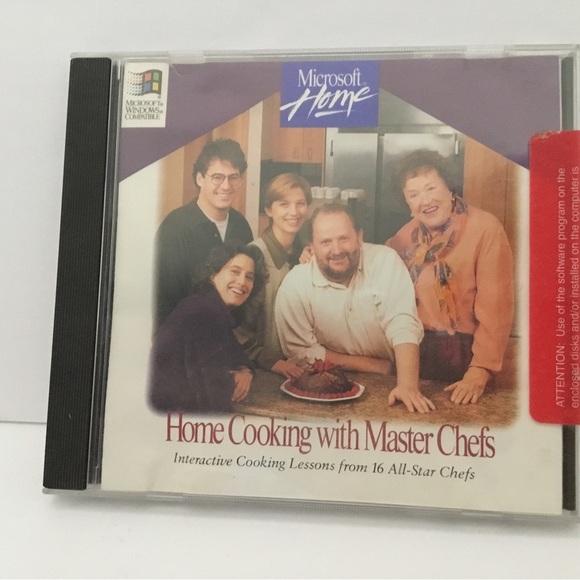 MICROSOFT®
WINDOWS™
COMPATIBLE
Microsoft
Home
Home Cooking with Master Chefs
Interactive Cooking Lessons from 16 All-Star Chefs
ATTENTION: Use of the software program on the
enclosed disks and/or installed on the computer is